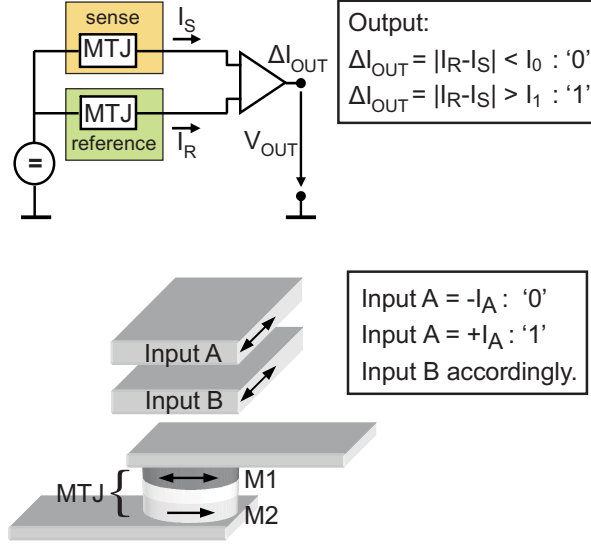 sense
I_S
MTJ
ΔI_OUT
MTJ
reference
I_R
V_OUT
=
Output:
ΔI_OUT = |I_R-I_S| < I_0 : ‘0’
ΔI_OUT = |I_R-I_S| > I_1 : ‘1’
Input A
Input B
MTJ
M1
M2
Input A = -I_A : ‘0’
Input A = +I_A : ‘1’
Input B accordingly.